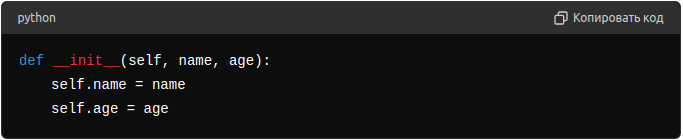 python
Копировать код
def __init__(self, name, age):
    self.name = name
    self.age = age